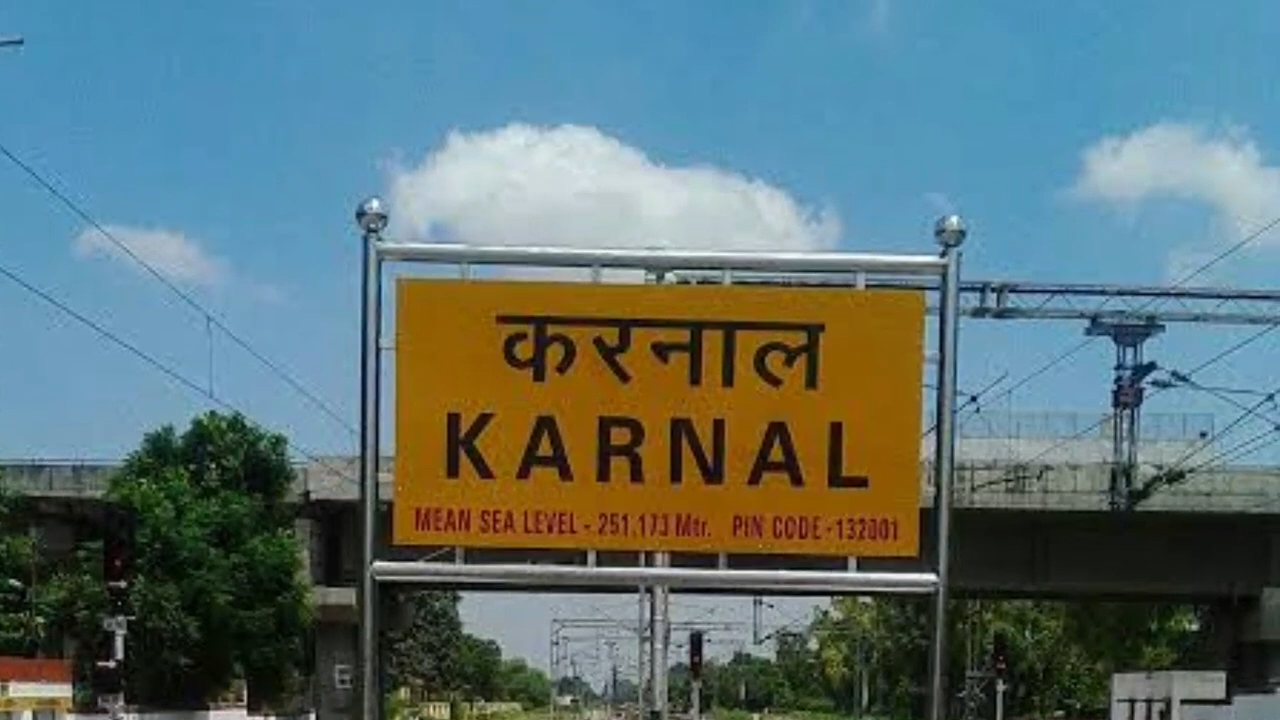 करनाल
KARNAL
MEAN SEA LEVEL - 251.173 Mtr. PIN CODE -132001